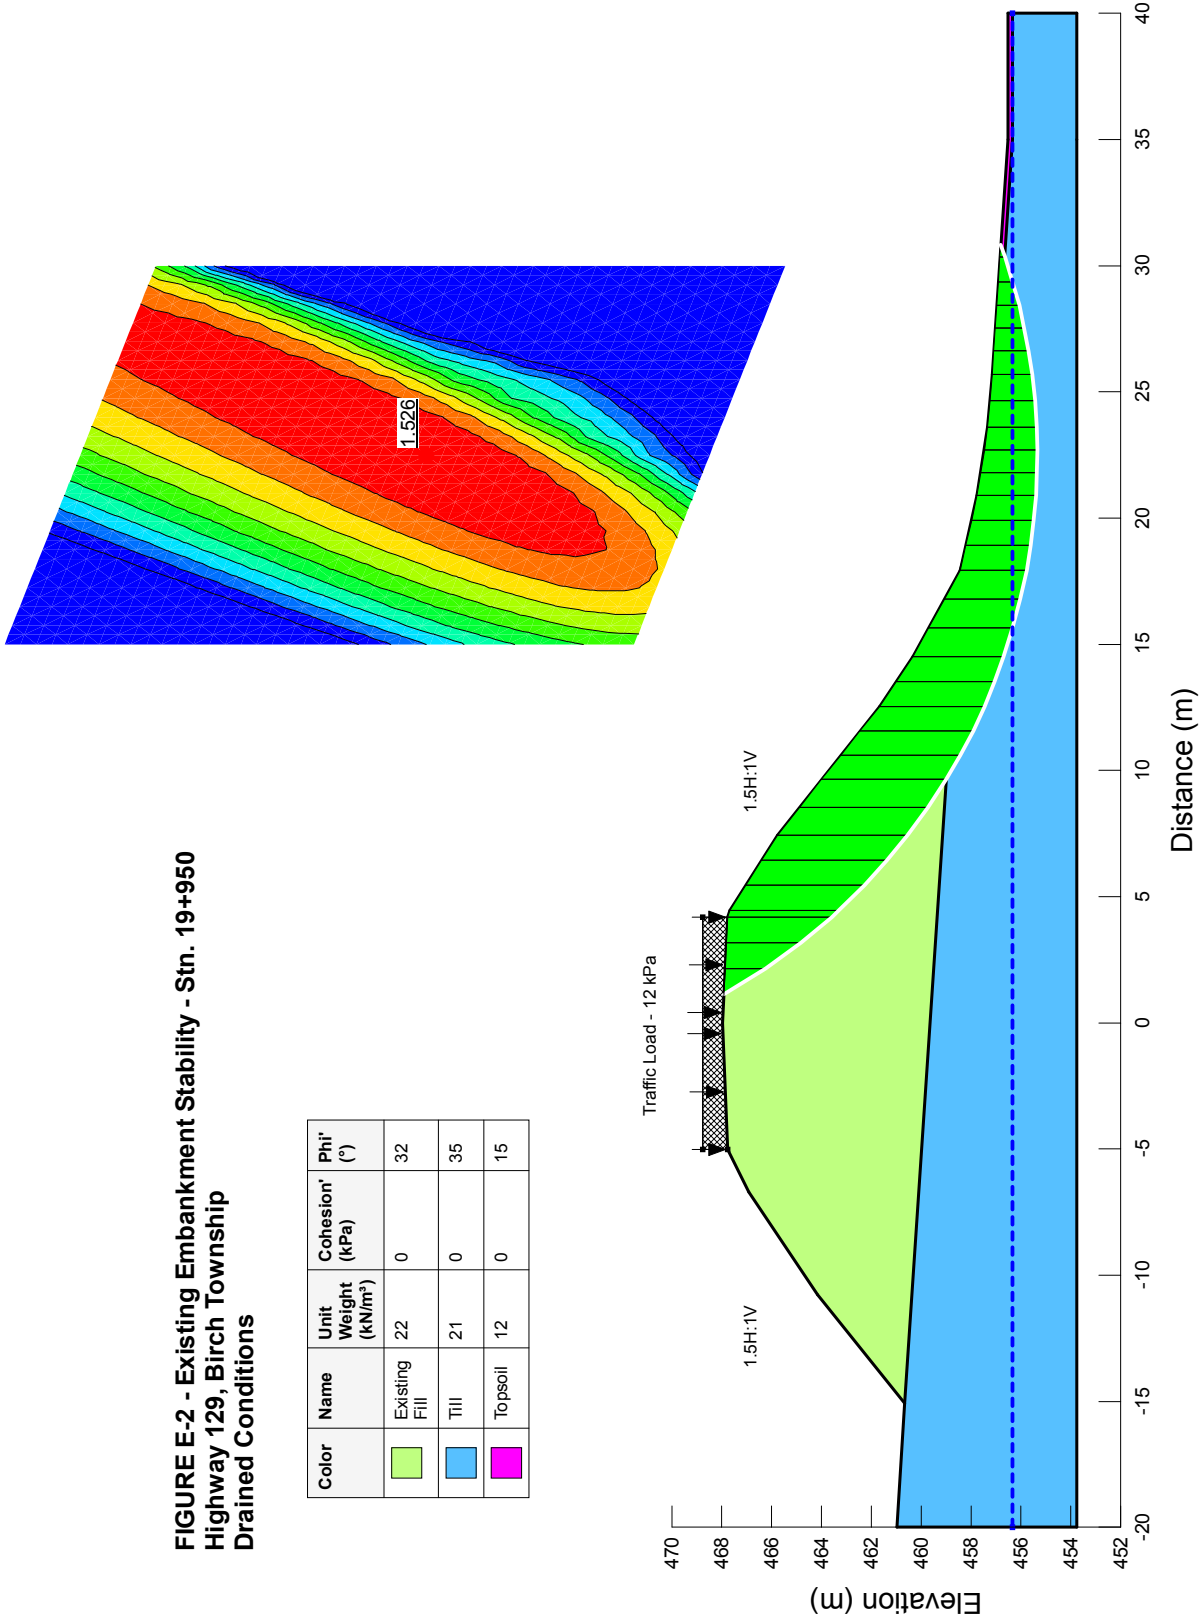 FIGURE E-2 - Existing Embankment Stability - Stn. 19+950
Highway 129, Birch Township
Drained Conditions
Color
Name
Unit
Weight
(kN/m³)
Cohesion'
(kPa)
Phi'
(°)
Existing
Fill
22
0
32
Till
21
0
35
Topsoil
12
0
15
1.526
Traffic Load - 12 kPa
1.5H:1V
1.5H:1V
Elevation (m)
470
468
466
464
462
460
458
456
454
452
-20
-15
-10
-5
0
5
10
15
20
25
30
35
40
Distance (m)